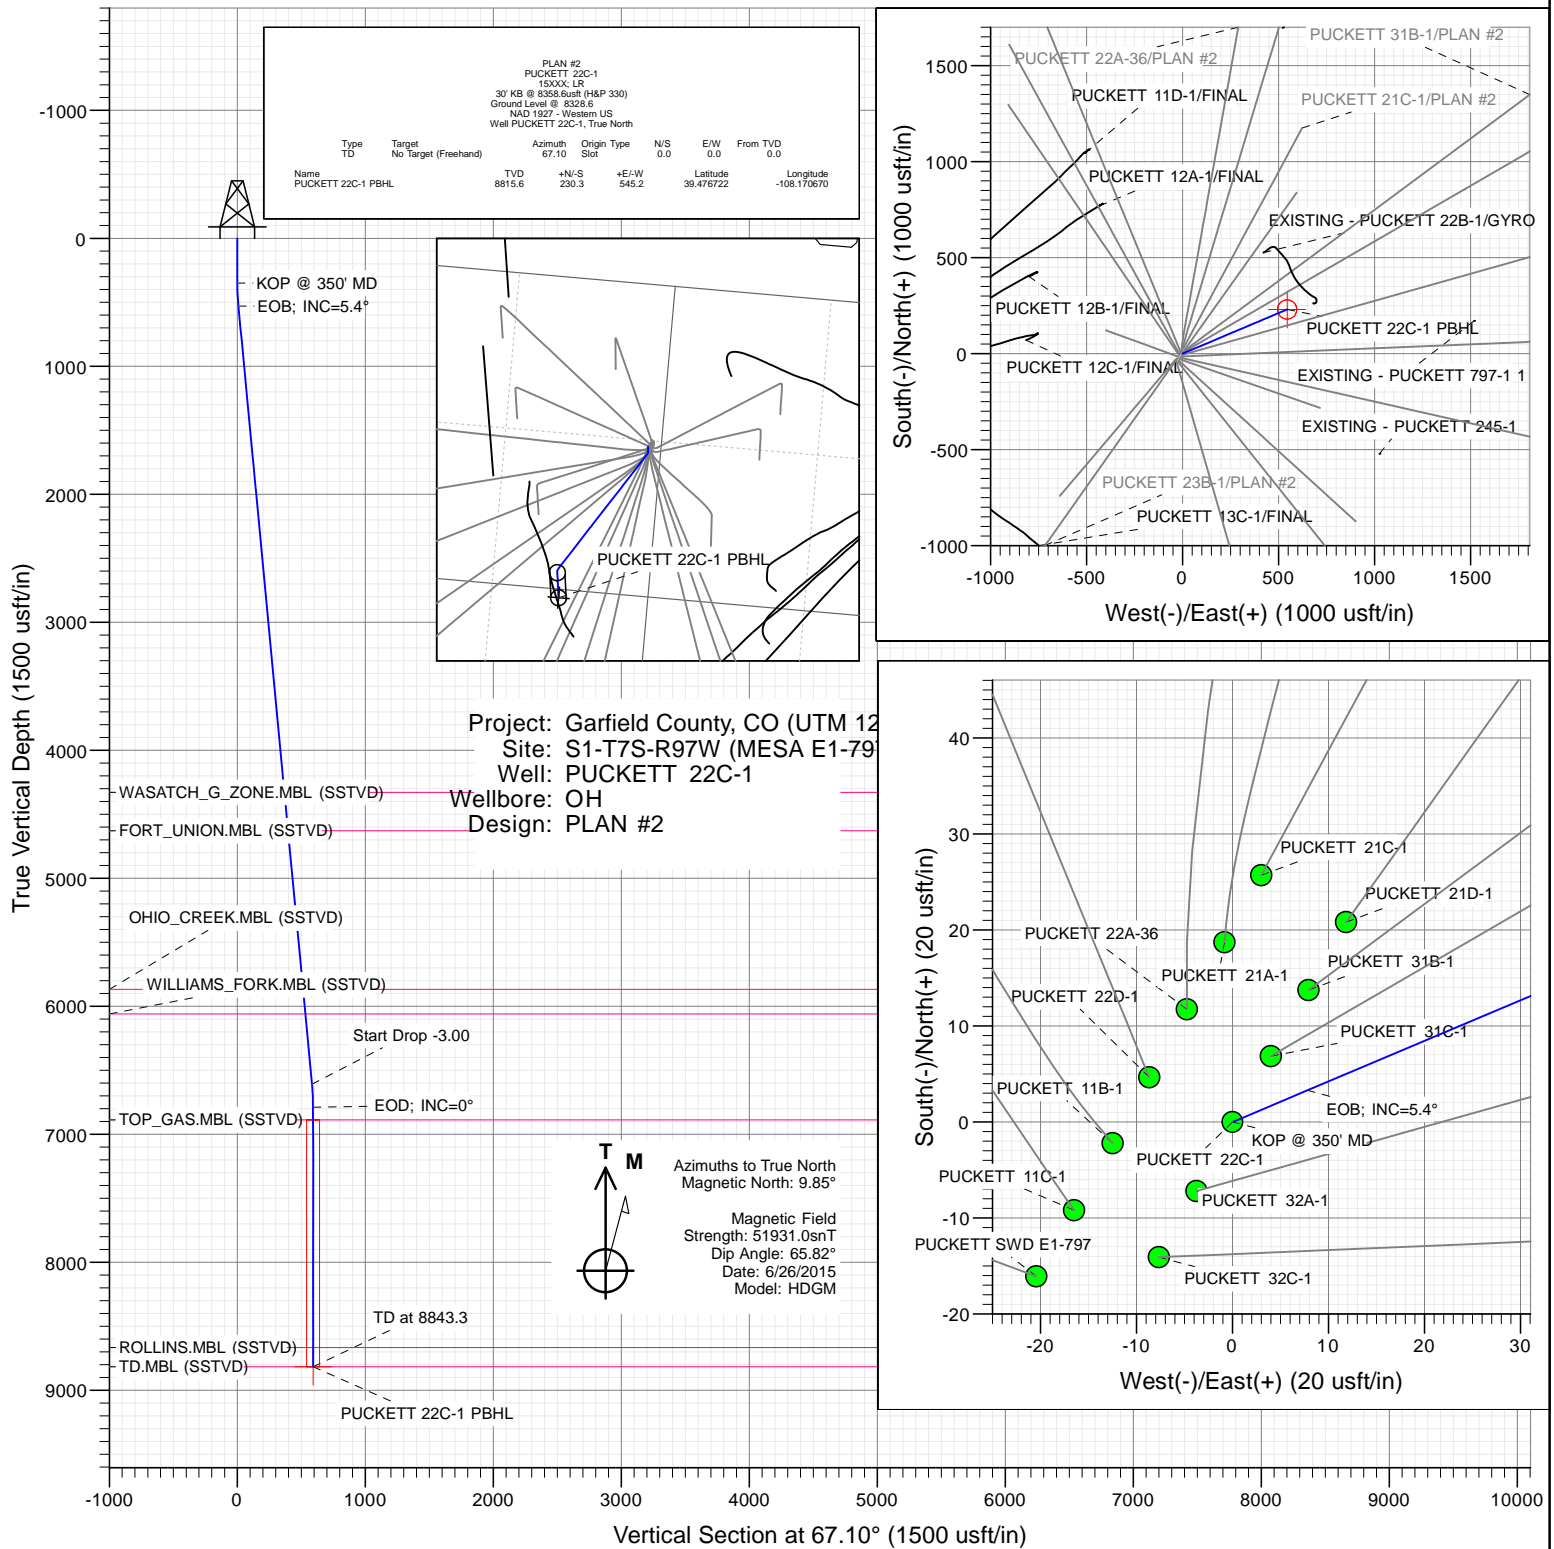 PLAN #2
PUCKETT 22C-1
15XXX; LR
30' KB @ 8358.6usft (H&P 330)
Ground Level @ 8328.6
NAD 1927 - Western US
Well PUCKETT 22C-1, True North
Type Target Azimuth Origin Type N/S E/W From TVD
TD No Target (Freehand) 67.10 Slot 0.0 0.0 0.0
Name TVD +N/-S +E/-W Latitude Longitude
PUCKETT 22C-1 PBHL 8815.6 230.3 545.2 39.476722 -108.170670
True Vertical Depth (1500 usft/in)
-1000
0
1000
2000
3000
4000
5000
6000
7000
8000
9000
KOP @ 350' MD
EOB; INC=5.4°
PUCKETT 22C-1 PBHL
Project: Garfield County, CO (UTM 12
Site: S1-T7S-R97W (MESA E1-797
Well: PUCKETT 22C-1
Wellbore: OH
Design: PLAN #2
WASATCH_G_ZONE.MBL (SSTVD)
FORT_UNION.MBL (SSTVD)
OHIO_CREEK.MBL (SSTVD)
WILLIAMS_FORK.MBL (SSTVD)
Start Drop -3.00
EOD; INC=0°
TOP_GAS.MBL (SSTVD)
TD at 8843.3
ROLLINS.MBL (SSTVD)
TD.MBL (SSTVD)
PUCKETT 22C-1 PBHL
T M
Azimuths to True North
Magnetic North: 9.85°
Magnetic Field
Strength: 51931.0snT
Dip Angle: 65.82°
Date: 6/26/2015
Model: HDGM
-1000 0 1000 2000 3000 4000 5000 6000 7000 8000 9000 10000
Vertical Section at 67.10° (1500 usft/in)
South(-)/North(+) (1000 usft/in)
1500
1000
500
0
-500
-1000
PUCKETT 31B-1/PLAN #2
PUCKETT 22A-36/PLAN #2
PUCKETT 11D-1/FINAL
PUCKETT 21C-1/PLAN #2
PUCKETT 12A-1/FINAL
EXISTING - PUCKETT 22B-1/GYRO
PUCKETT 12B-1/FINAL
PUCKETT 22C-1 PBHL
PUCKETT 12C-1/FINAL
EXISTING - PUCKETT 797-1 1
EXISTING - PUCKETT 245-1
PUCKETT 23B-1/PLAN #2
PUCKETT 13C-1/FINAL
-1000 -500 0 500 1000 1500
West(-)/East(+) (1000 usft/in)
South(-)/North(+) (20 usft/in)
40
30
20
10
0
-10
-20
PUCKETT 21C-1
PUCKETT 21D-1
PUCKETT 22A-36
PUCKETT 31B-1
PUCKETT 21A-1
PUCKETT 22D-1
PUCKETT 31C-1
PUCKETT 11B-1
EOB; INC=5.4°
KOP @ 350' MD
PUCKETT 22C-1
PUCKETT 11C-1
PUCKETT 32A-1
PUCKETT SWD E1-797
PUCKETT 32C-1
-20 -10 0 10 20 30
West(-)/East(+) (20 usft/in)